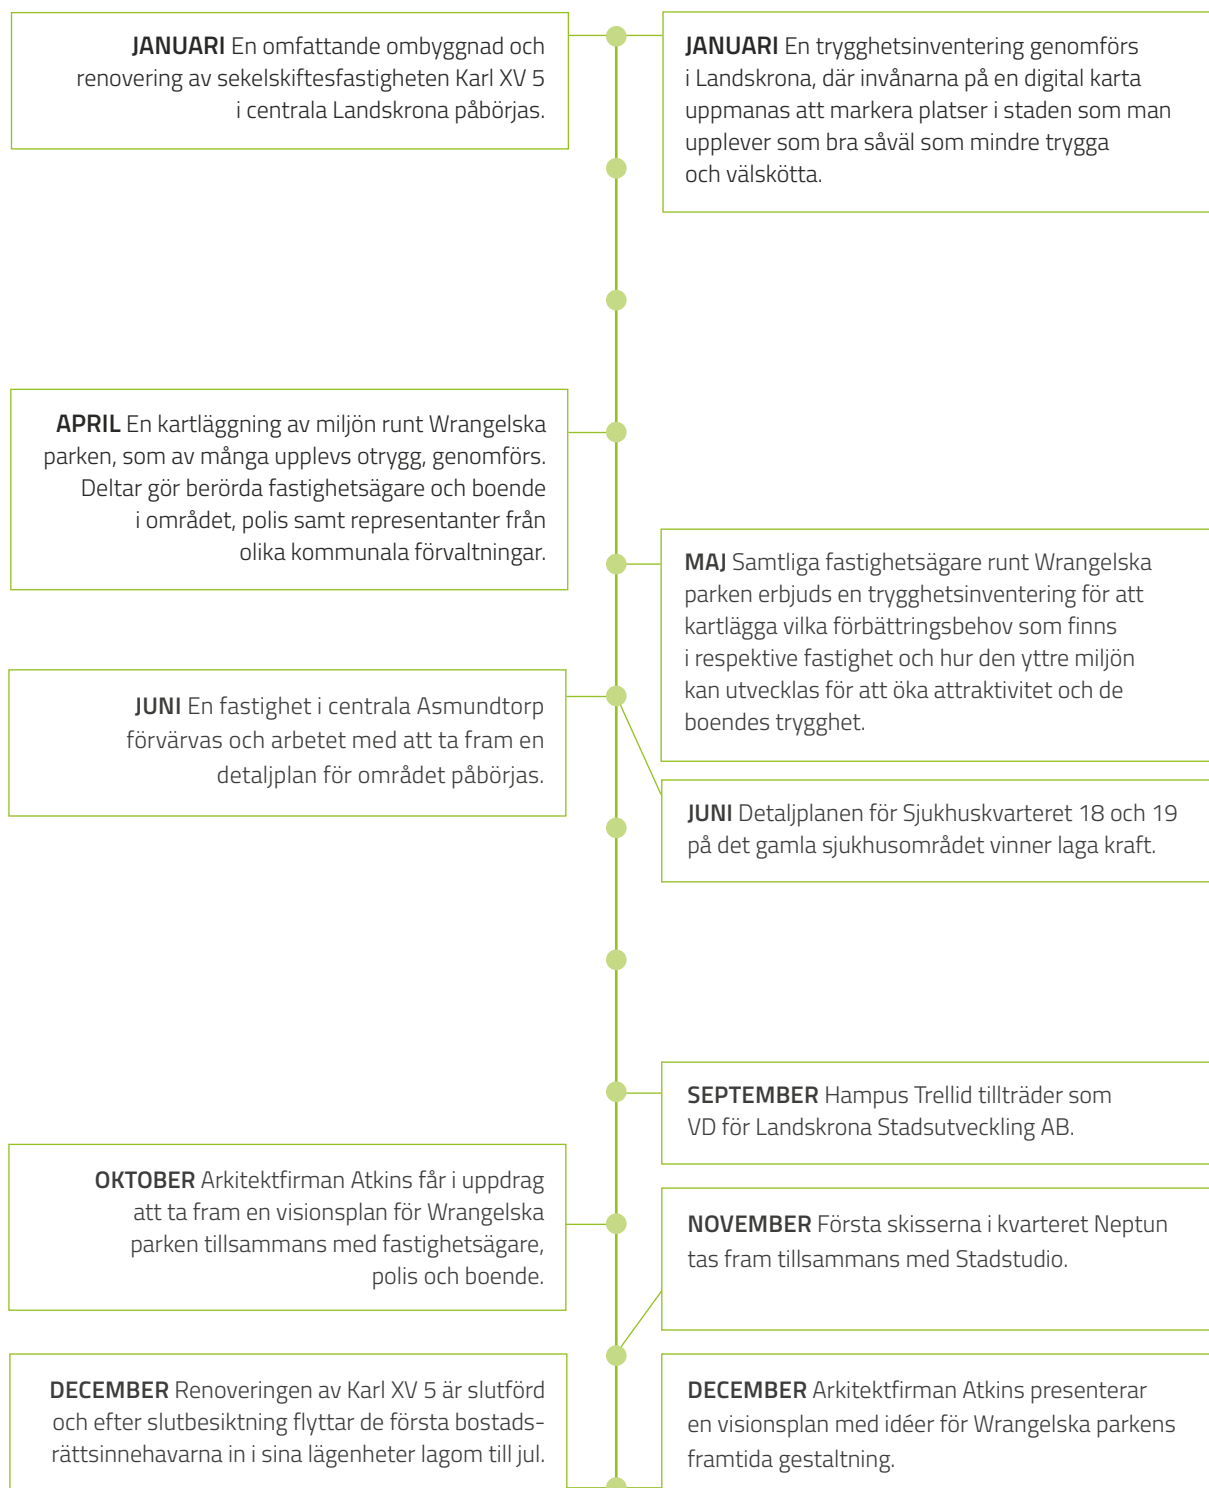 JANUARI En omfattande ombyggnad och
renovering av sekelskiftesfastigheten Karl XV 5
i centrala Landskrona påbörjas.
JANUARI En trygghetsinventering genomförs
i Landskrona, där invånarna på en digital karta
uppmanas att markera platser i staden som man
upplever som bra såväl som mindre trygga
och välskötta.
APRIL En kartläggning av miljön runt Wrangelska
parken, som av många upplevs otrygg, genomförs.
Deltar gör berörda fastighetsägare och boende
i området, polis samt representanter från
olika kommunala förvaltningar.
MAJ Samtliga fastighetsägare runt Wrangelska
parken erbjuds en trygghetsinventering för att
kartlägga vilka förbättringsbehov som finns
i respektive fastighet och hur den yttre miljön
kan utvecklas för att öka attraktivitet och de
boendes trygghet.
JUNI En fastighet i centrala Asmundtorp
förvärvas och arbetet med att ta fram en
detaljplan för området påbörjas.
JUNI Detaljplanen för Sjukhuskvarteret 18 och 19
på det gamla sjukhusområdet vinner laga kraft.
SEPTEMBER Hampus Trellid tillträder som
VD för Landskrona Stadsutveckling AB.
OKTOBER Arkitektfirman Atkins får i uppdrag
att ta fram en visionsplan för Wrangelska
parken tillsammans med fastighetsägare,
polis och boende.
NOVEMBER Första skisserna i kvarteret Neptun
tas fram tillsammans med Stadstudio.
DECEMBER Renoveringen av Karl XV 5 är slutförd
och efter slutbesiktning flyttar de första bostads-
rättsinnehavarna in i sina lägenheter lagom till jul.
DECEMBER Arkitektfirman Atkins presenterar
en visionsplan med idéer för Wrangelska parkens
framtida gestaltning.